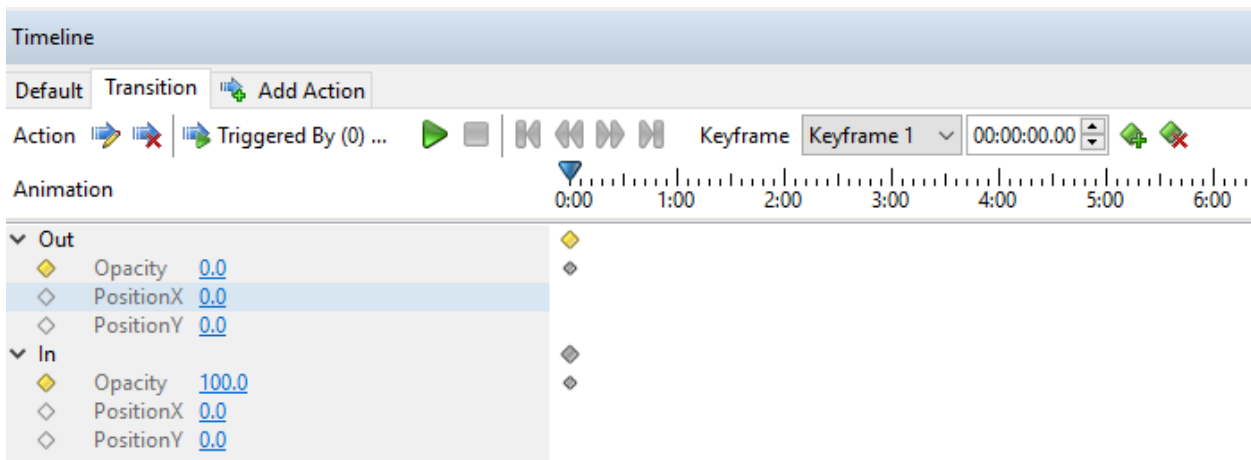 Timeline
Default Transition Add Action
Action Triggered By (0) ... Keyframe Keyframe 1 00:00:00.00
Animation 0:00 1:00 2:00 3:00 4:00 5:00 6:00
Out
Opacity 0.0
PositionX 0.0
PositionY 0.0
In
Opacity 100.0
PositionX 0.0
PositionY 0.0